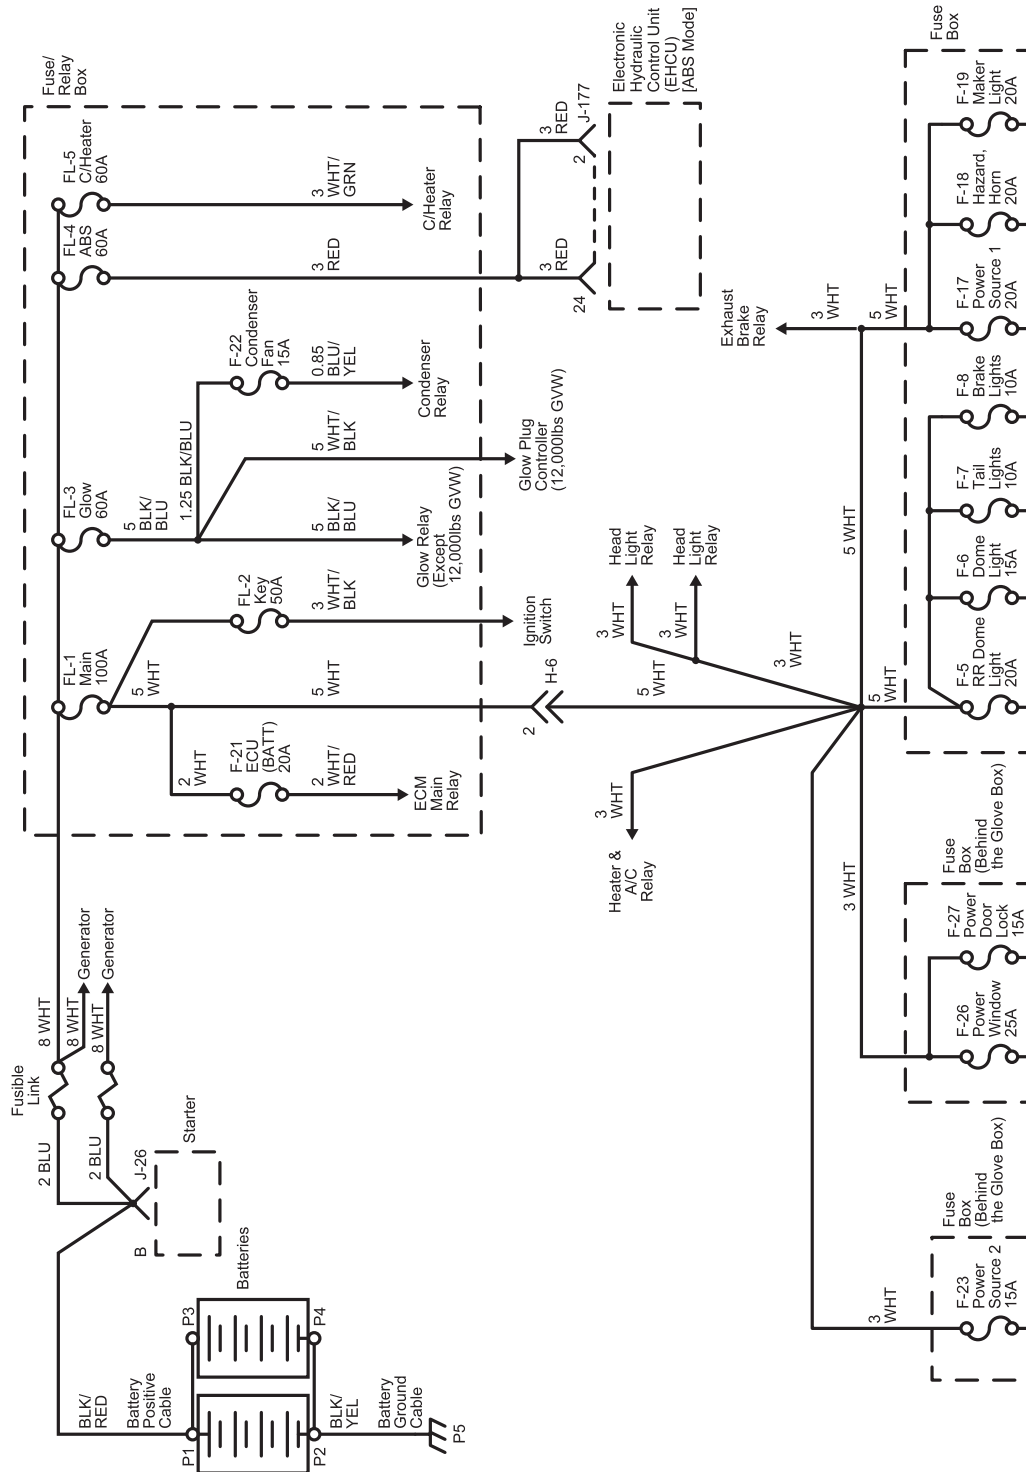 BLK/
RED
Battery
Positive
Cable
P1
P3
P2
P4
Batteries
BLK/
YEL
Battery
Ground
Cable
P5
B
J-26
Starter
2 BLU
2 BLU
Fusible
Link
8 WHT
8 WHT
8 WHT
Generator
Generator
Fuse/
Relay
Box
FL-1
Main
100A
5
WHT
2
WHT
F-21
ECU
(BATT)
20A
2
WHT/
RED
ECM
Main
Relay
5
WHT
FL-2
Key
50A
3
WHT/
BLK
Ignition
Switch
FL-3
Glow
60A
5
BLK/
BLU
1.25 BLK/BLU
5
BLK/
BLU
Glow Relay
(Except
12,000lbs GVW)
5
WHT/
BLK
Glow Plug
Controller
(12,000lbs GVW)
F-22
Condenser
Fan
15A
0.85
BLU/
YEL
Condenser
Relay
FL-4
ABS
60A
3
RED
FL-5
C/Heater
60A
3
WHT/
GRN
C/Heater
Relay
3
RED
24
3
RED
2
J-177
Electronic
Hydraulic
Control Unit
(EHCU)
[ABS Mode]
2
H-6
5
WHT
3
WHT
Heater &
A/C
Relay
3
WHT
Head
Light
Relay
3
WHT
Head
Light
Relay
3
WHT
5 WHT
Exhaust
Brake
Relay
3
WHT
5
WHT
3 WHT
5
WHT
3
WHT
Fuse
Box
(Behind
the Glove Box)
F-23
Power
Source 2
15A
Fuse
Box
(Behind
the Glove Box)
F-26
Power
Window
25A
F-27
Power
Door
Lock
15A
Fuse
Box
F-5
RR Dome
Light
20A
F-6
Dome
Light
15A
F-7
Tail
Lights
10A
F-8
Brake
Lights
10A
F-17
Power
Source 1
20A
F-18
Hazard,
Horn
20A
F-19
Maker
Light
20A